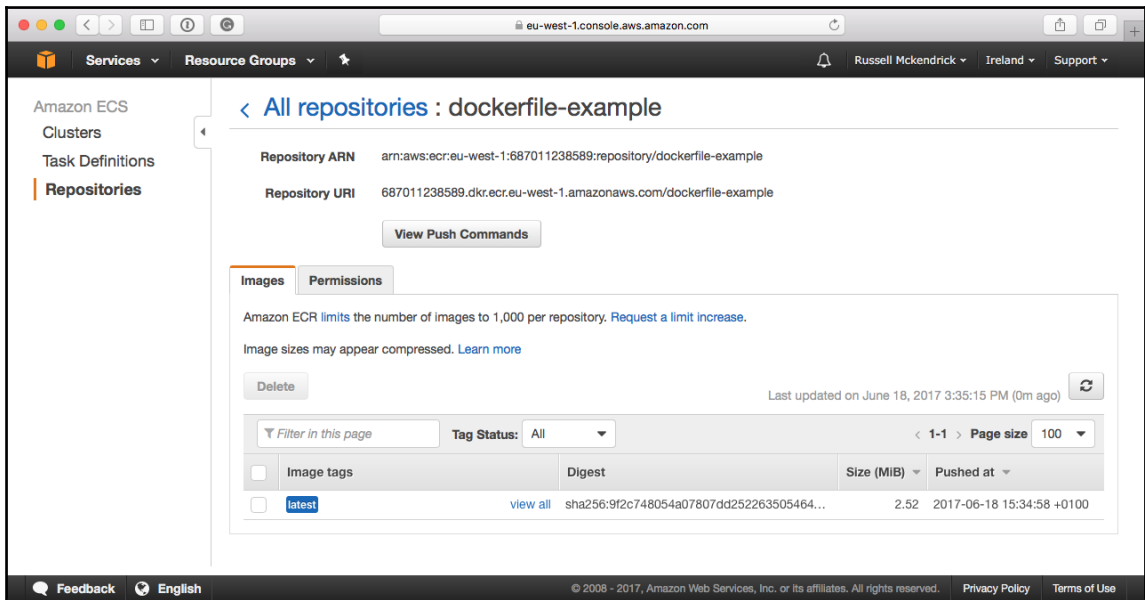 eu-west-1.console.aws.amazon.com
Services Resource Groups Russell Mckendrick Ireland Support
Amazon ECS
Clusters
Task Definitions
Repositories
All repositories : dockerfile-example
Repository ARN arn:aws:ecr:eu-west-1:687011238589:repository/dockerfile-example
Repository URI 687011238589.dkr.ecr.eu-west-1.amazonaws.com/dockerfile-example
View Push Commands
Images Permissions
Amazon ECR limits the number of images to 1,000 per repository. Request a limit increase.
Image sizes may appear compressed. Learn more
Delete
Last updated on June 18, 2017 3:35:15 PM (0m ago)
Filter in this page Tag Status: All < 1-1 > Page size 100
Image tags Digest Size (MiB) Pushed at
latest view all sha256:9f2c748054a07807dd252263505464... 2.52 2017-06-18 15:34:58 +0100
Feedback English © 2008 - 2017, Amazon Web Services, Inc. or its affiliates. All rights reserved. Privacy Policy Terms of Use